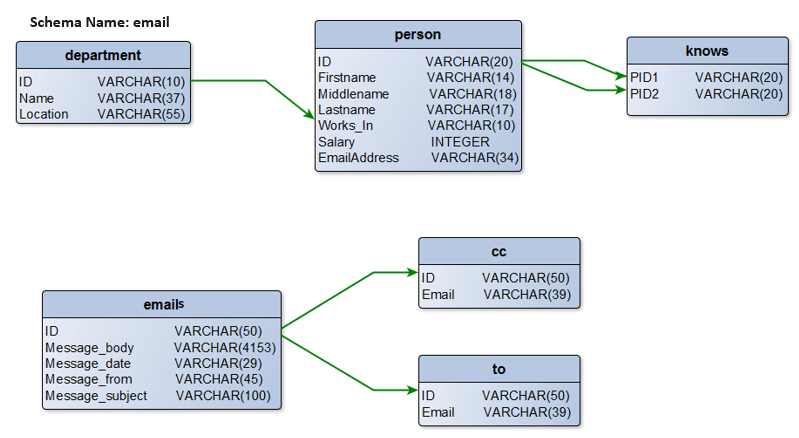 Schema Name: email
department
ID VARCHAR(10)
Name VARCHAR(37)
Location VARCHAR(55)
person
ID VARCHAR(20)
Firstname VARCHAR(14)
Middlename VARCHAR(18)
Lastname VARCHAR(17)
Works_In VARCHAR(10)
Salary INTEGER
EmailAddress VARCHAR(34)
knows
PID1 VARCHAR(20)
PID2 VARCHAR(20)
emails
ID VARCHAR(50)
Message_body VARCHAR(4153)
Message_date VARCHAR(29)
Message_from VARCHAR(45)
Message_subject VARCHAR(100)
cc
ID VARCHAR(50)
Email VARCHAR(39)
to
ID VARCHAR(50)
Email VARCHAR(39)